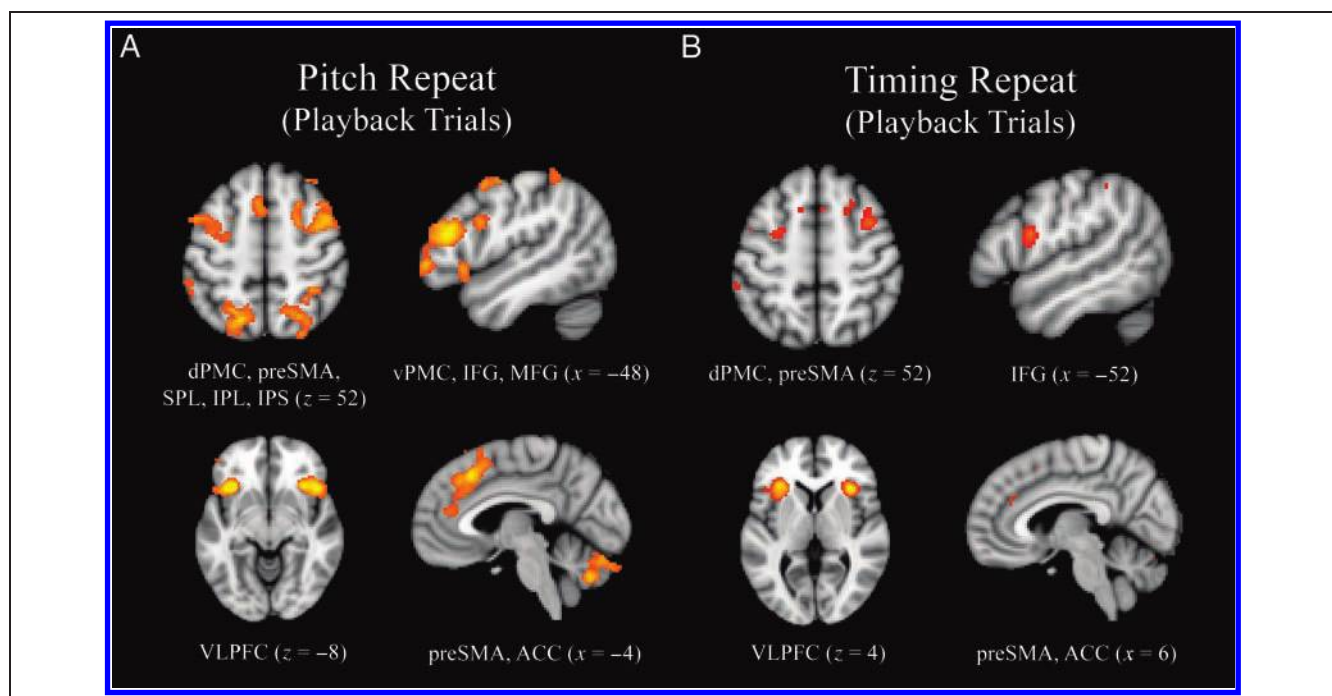 A
Pitch Repeat
(Playback Trials)
dPMC, preSMA,
SPL, IPL, IPS (z = 52)
vPMC, IFG, MFG (x = −48)
VLPFC (z = −8)
preSMA, ACC (x = −4)
B
Timing Repeat
(Playback Trials)
dPMC, preSMA (z = 52)
IFG (x = −52)
VLPFC (z = 4)
preSMA, ACC (x = 6)